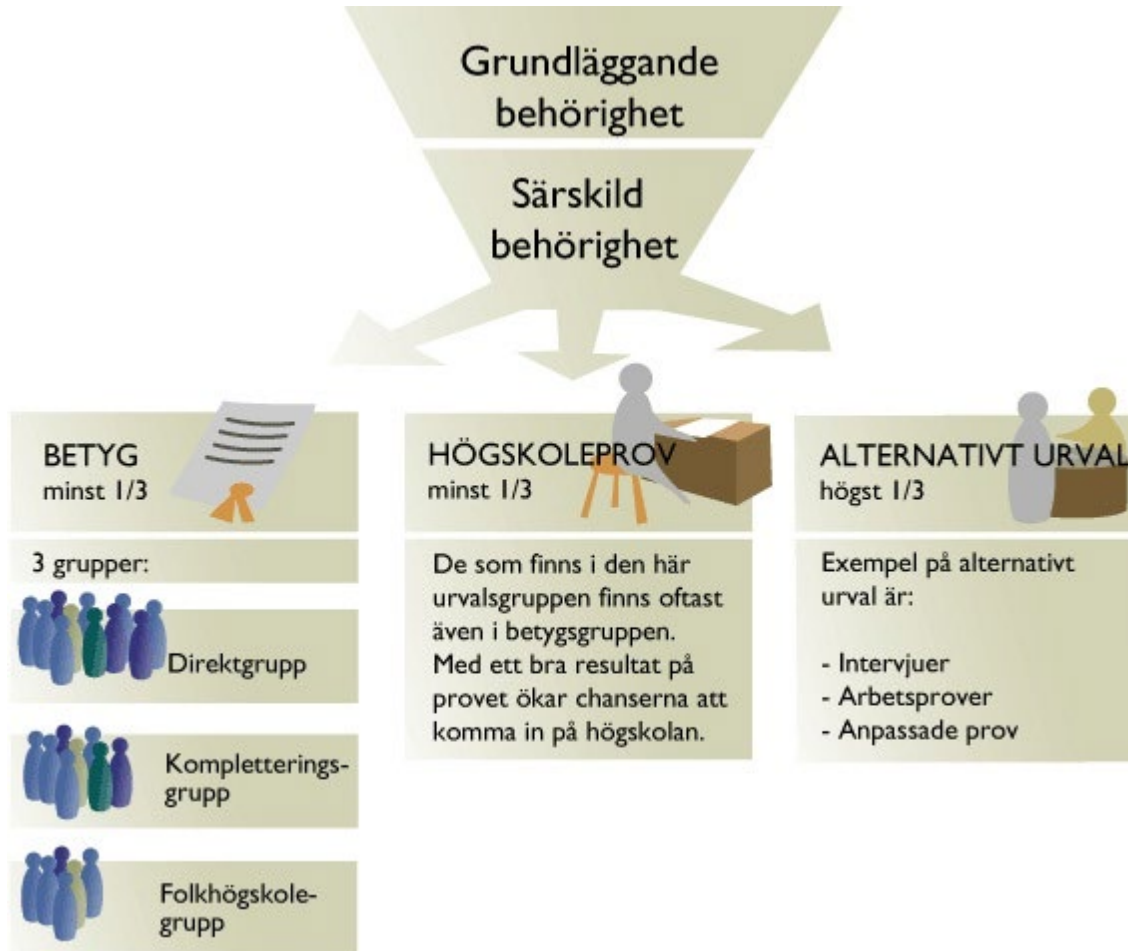 Grundläggande
behörighet
Särskild
behörighet
BETYG
minst 1/3
3 grupper:
Direktgrupp
Kompletterings-
grupp
Folkhögskole-
grupp
HÖGSKOLEPROV
minst 1/3
De som finns i den här
urvalsgruppen finns oftast
även i betygsgruppen.
Med ett bra resultat på
provet ökar chanserna att
komma in på högskolan.
ALTERNATIVT URVAL
högst 1/3
Exempel på alternativt
urval är:
- Intervjuer
- Arbetsprover
- Anpassade prov